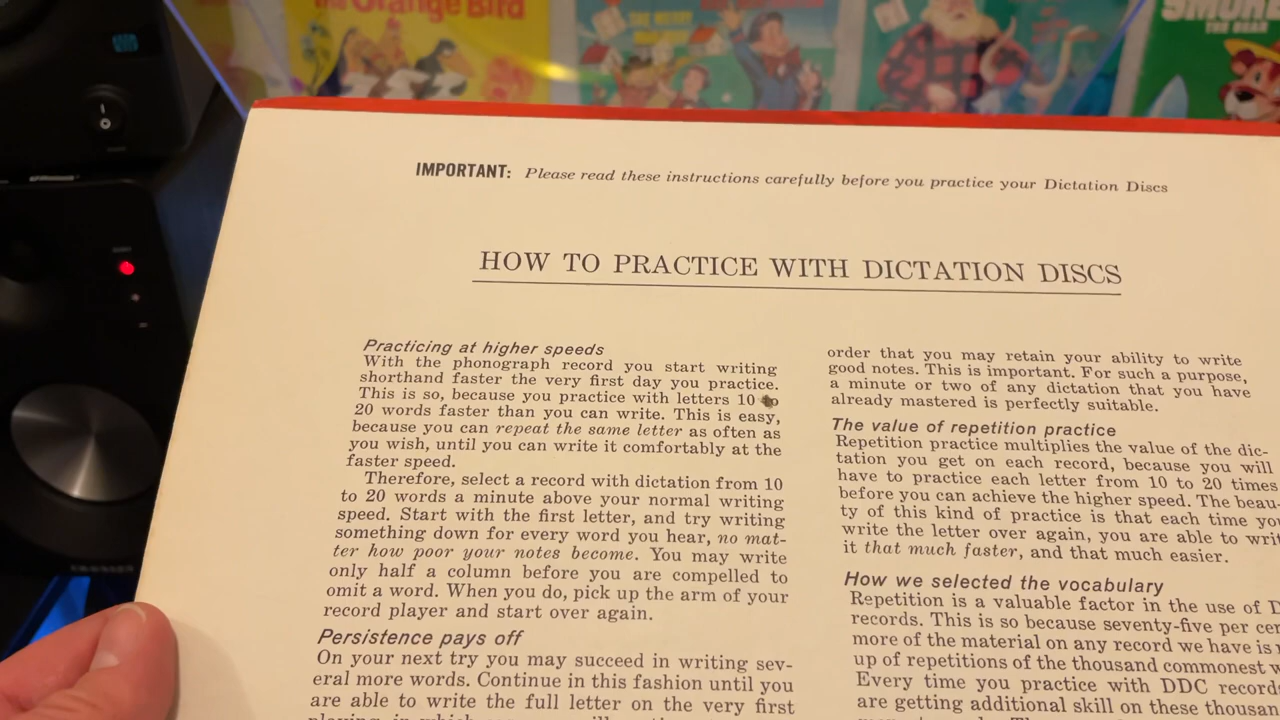 The Orange Bird
SMOKEY
THE BEAR
IMPORTANT: Please read these instructions carefully before you practice your Dictation Discs
HOW TO PRACTICE WITH DICTATION DISCS
Practicing at higher speeds
With the phonograph record you start writing
shorthand faster the very first day you practice.
This is so, because you practice with letters 10 to
20 words faster than you can write. This is easy,
because you can repeat the same letter as often as
you wish, until you can write it comfortably at the
faster speed.
Therefore, select a record with dictation from 10
to 20 words a minute above your normal writing
speed. Start with the first letter, and try writing
something down for every word you hear, no mat-
ter how poor your notes become. You may write
only half a column before you are compelled to
omit a word. When you do, pick up the arm of your
record player and start over again.
Persistence pays off
On your next try you may succeed in writing sev-
eral more words. Continue in this fashion until you
are able to write the full letter on the very first
playing in which
order that you may retain your ability to write
good notes. This is important. For such a purpose,
a minute or two of any dictation that you have
already mastered is perfectly suitable.
The value of repetition practice
Repetition practice multiplies the value of the dic-
tation you get on each record, because you will
have to practice each letter from 10 to 20 times
before you can achieve the higher speed. The beau-
ty of this kind of practice is that each time you
write the letter over again, you are able to
it that much faster, and that much easier.
How we selected the vocabulary
Repetition is a valuable factor in the use of
records. This is so because seventy-five per
more of the material on any record we have is
up of repetitions of the thousand commonest
Every time you practice with DDC
are getting additional skill on these